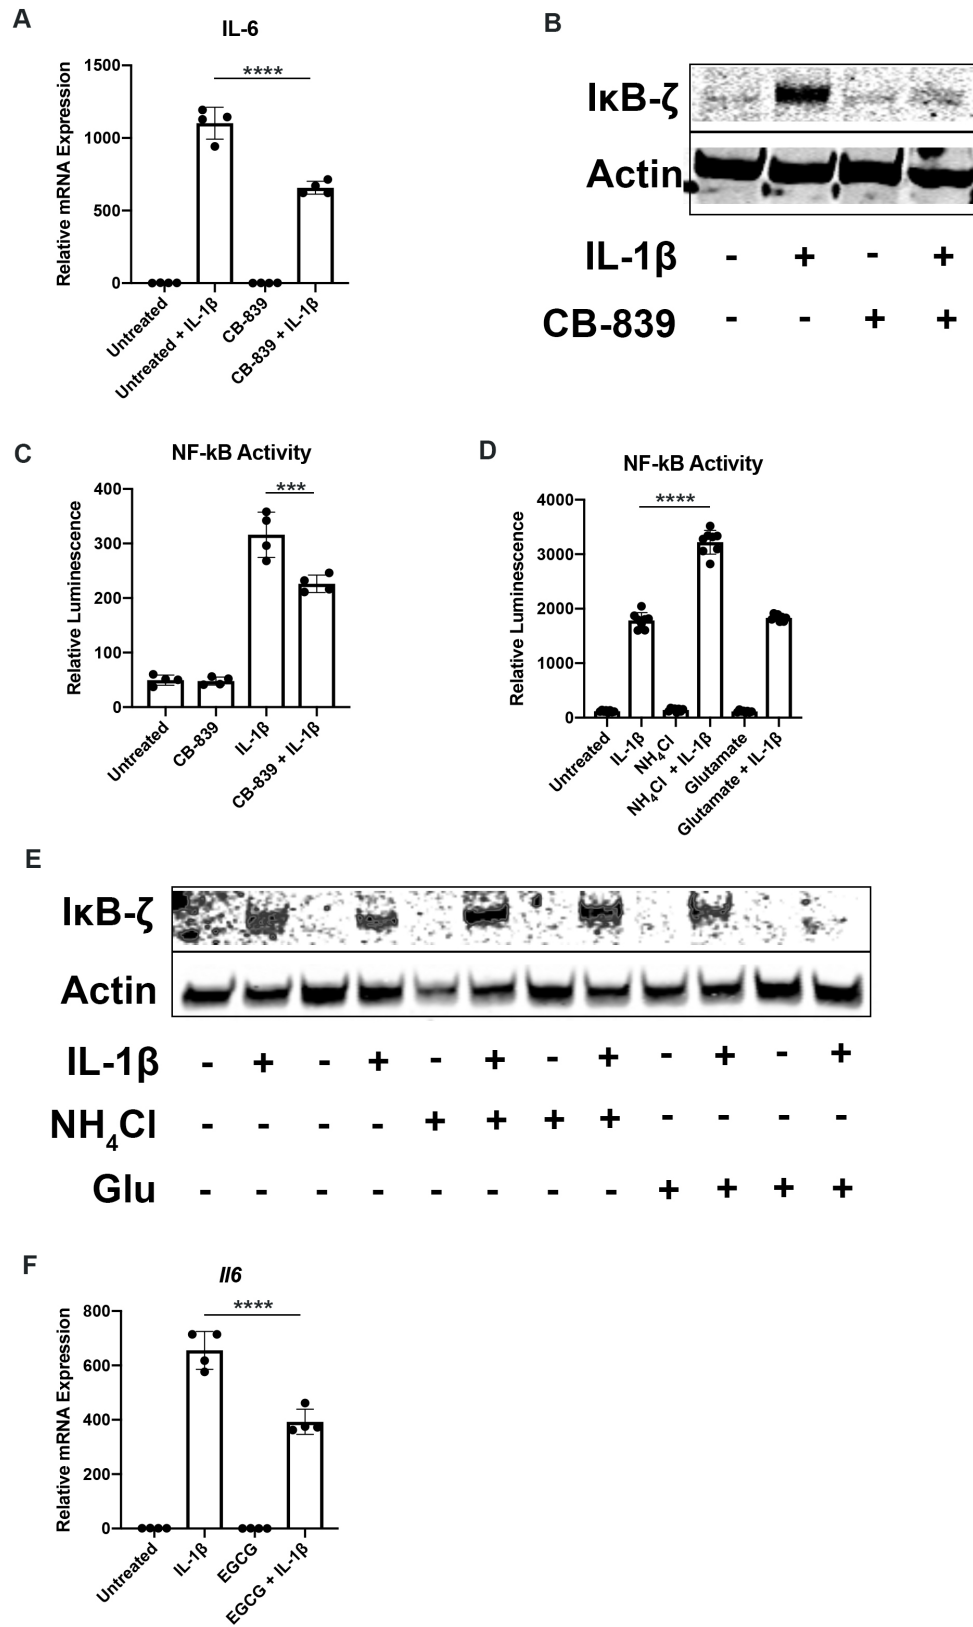 A
IL-6
Relative mRNA Expression
1500
1000
500
0
****
Untreated
Untreated + IL-1β
CB-839
CB-839 + IL-1β
B
IκB-ζ
Actin
IL-1β - + - +
CB-839 - - + +
C
NF-kB Activity
Relative Luminescence
400
300
200
100
0
***
Untreated
CB-839
IL-1β
CB-839 + IL-1β
D
NF-kB Activity
Relative Luminescence
4000
3000
2000
1000
0
****
Untreated
IL-1β
NH4Cl
NH4Cl + IL-1β
Glutamate
Glutamate + IL-1β
E
IκB-ζ
Actin
IL-1β - + - + - + - + - + - +
NH4Cl - - - - + + + + - - - -
Glu - - - - - - - - + + + +
F
Il6
Relative mRNA Expression
800
600
400
200
0
****
Untreated
IL-1β
EGCG
EGCG + IL-1β